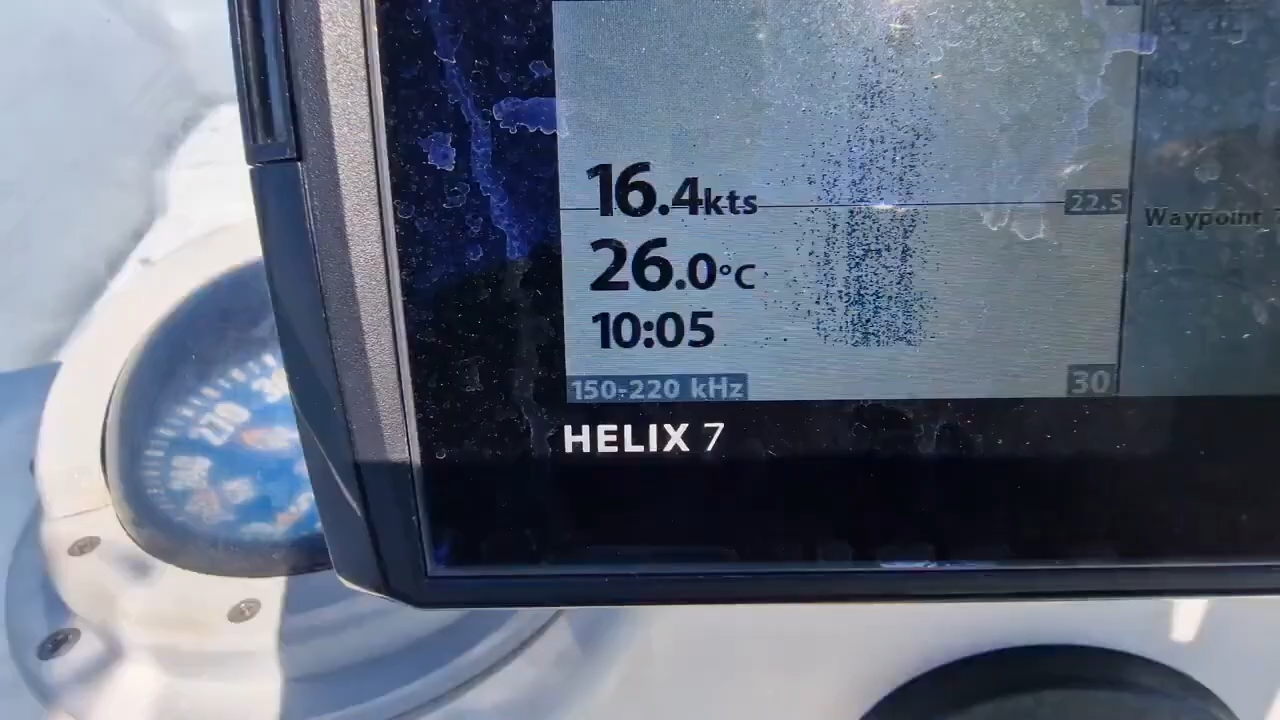 16.4kts
22.5
Waypoint
26.0°C
10:05
150-220 kHz
30
HELIX 7